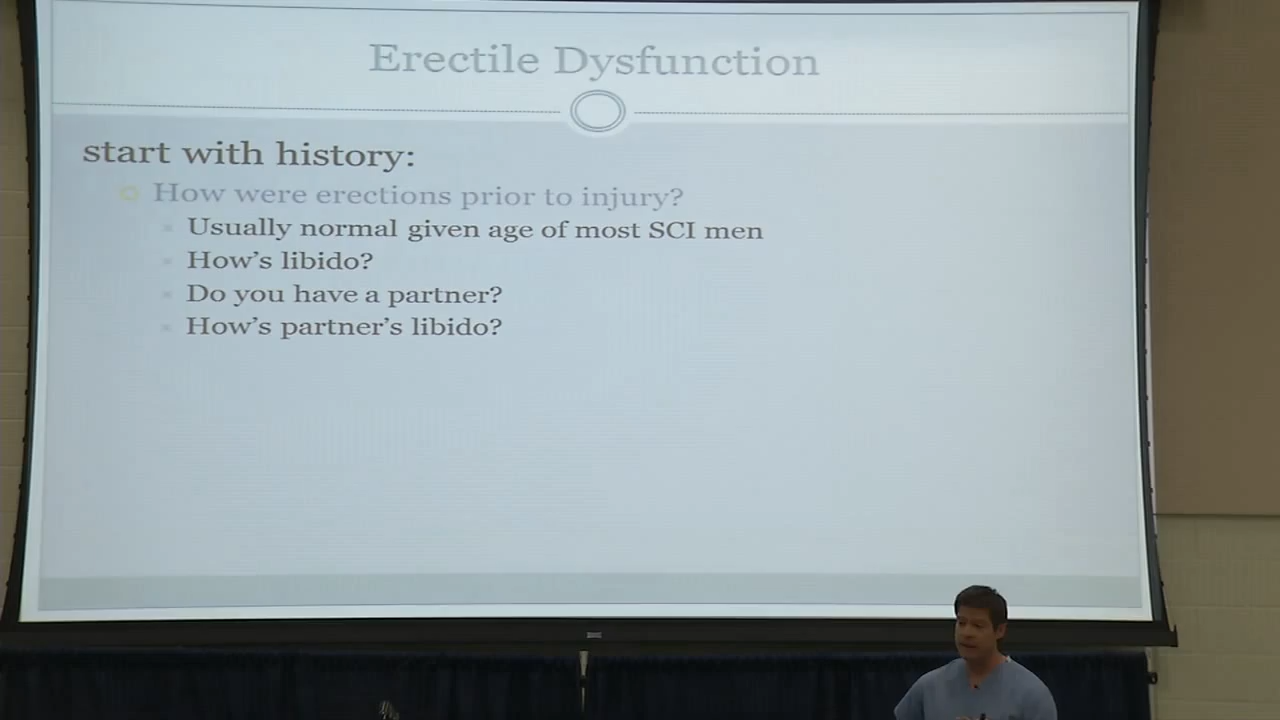 Erectile Dysfunction
start with history:
How were erections prior to injury?
Usually normal given age of most SCI men
How's libido?
Do you have a partner?
How's partner's libido?